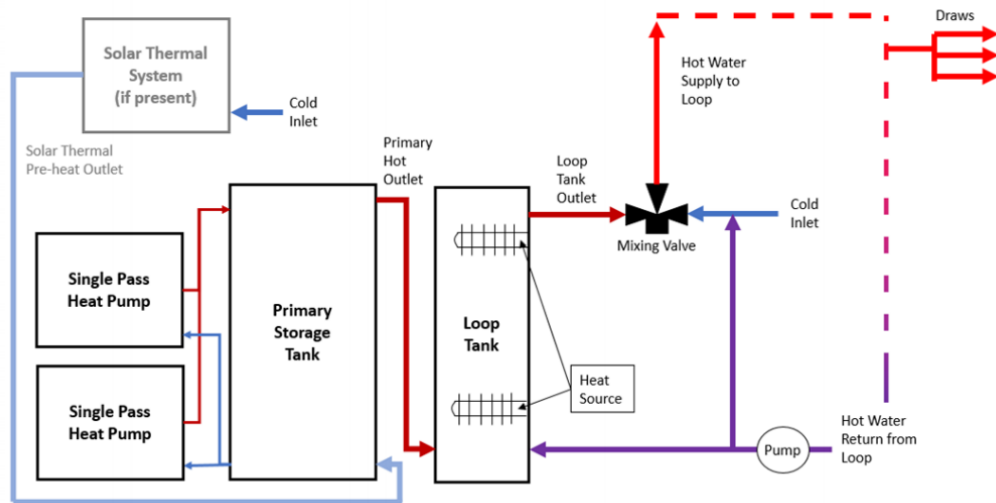 Solar Thermal
System
(if present)
Cold
Inlet
Solar Thermal
Pre-heat Outlet
Single Pass
Heat Pump
Single Pass
Heat Pump
Primary
Storage
Tank
Primary
Hot
Outlet
Loop
Tank
Heat
Source
Loop
Tank
Outlet
Mixing Valve
Hot Water
Supply to
Loop
Cold
Inlet
Draws
Pump
Hot Water
Return from
Loop